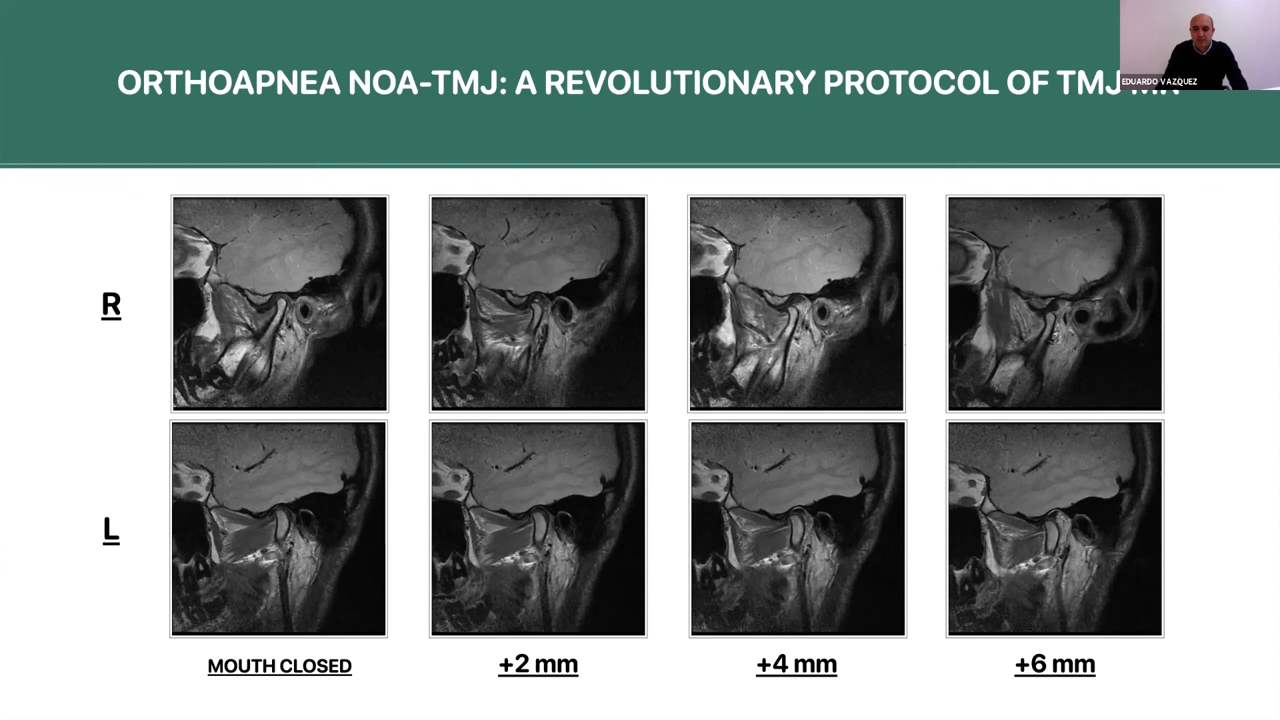 ORTHOAPNEA NOA-TMJ: A REVOLUTIONARY PROTOCOL OF TMJ
EDUARDO VAZQUEZ
R
L
MOUTH CLOSED +2 mm +4 mm +6 mm